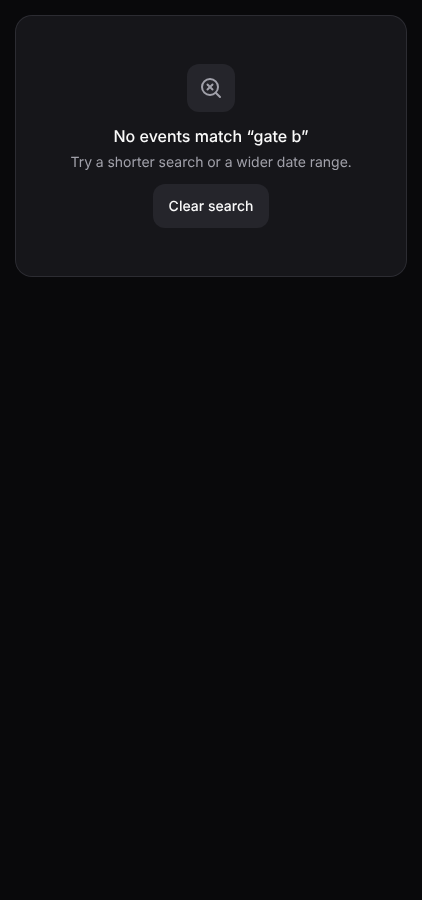 No events match “gate b”
Try a shorter search or a wider date range.
Clear search